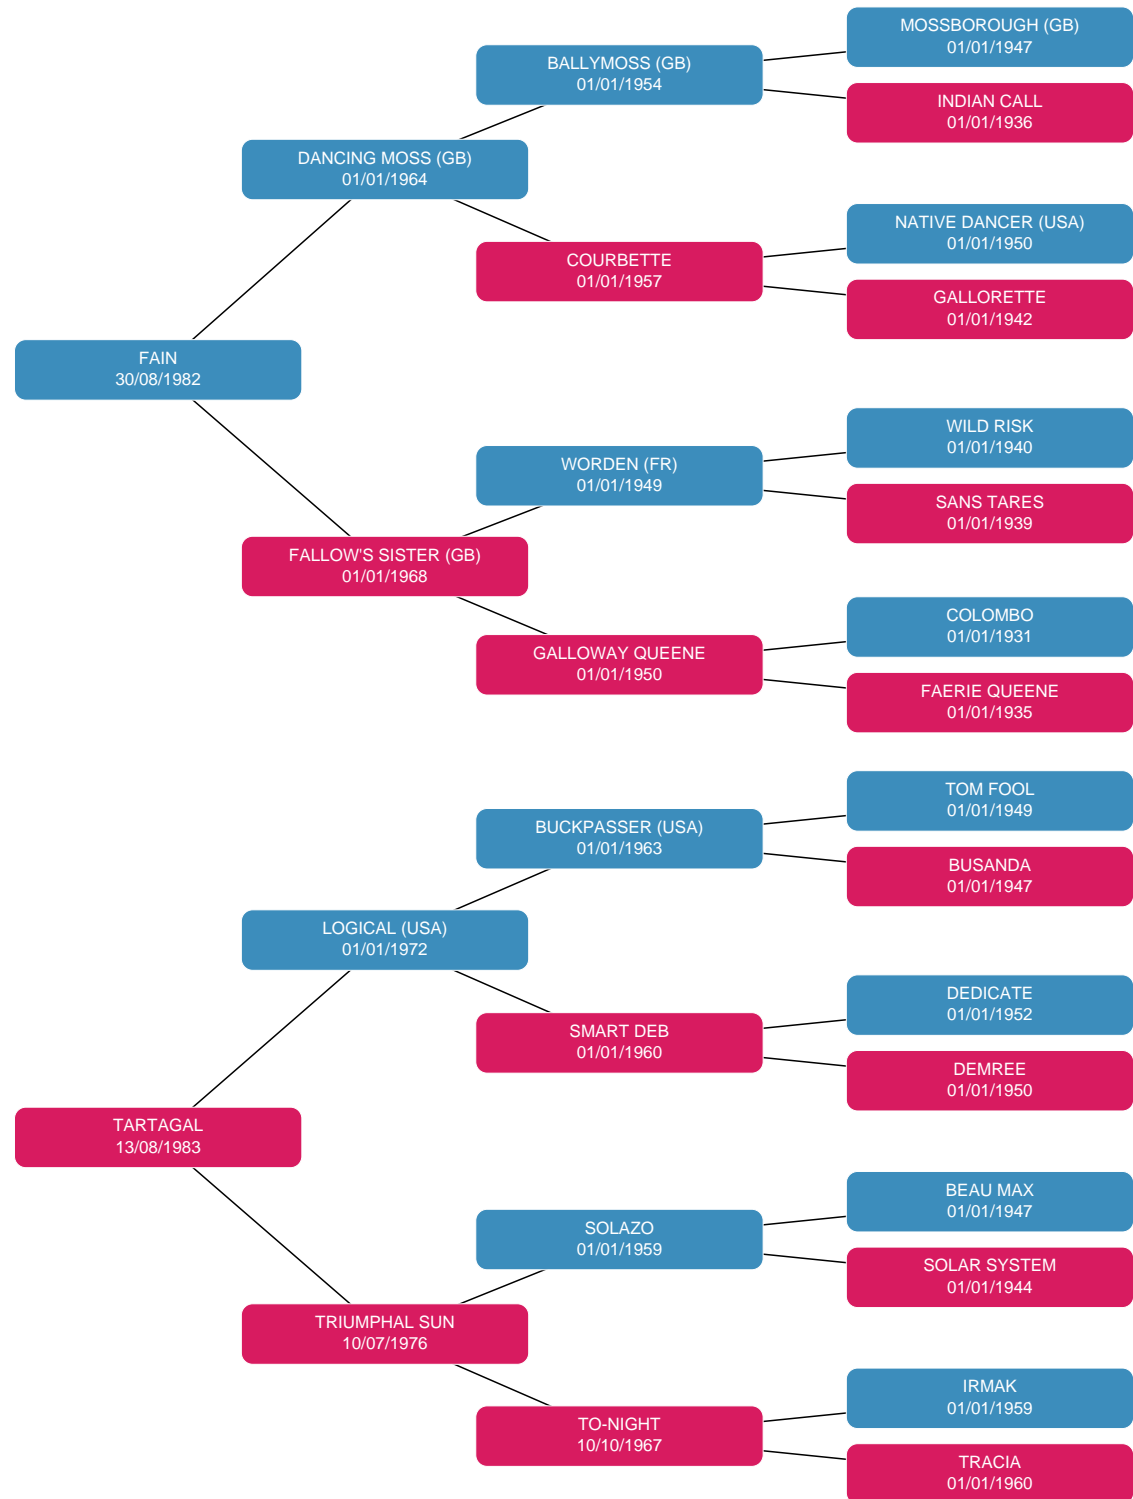 MOSSBOROUGH (GB)
01/01/1947
BALLYMOSS (GB)
01/01/1954
INDIAN CALL
01/01/1936
DANCING MOSS (GB)
01/01/1964
NATIVE DANCER (USA)
01/01/1950
COURBETTE
01/01/1957
GALLORETTE
01/01/1942
FAIN
30/08/1982
WILD RISK
01/01/1940
WORDEN (FR)
01/01/1949
SANS TARES
01/01/1939
FALLOW'S SISTER (GB)
01/01/1968
COLOMBO
01/01/1931
GALLOWAY QUEENE
01/01/1950
FAERIE QUEENE
01/01/1935
TOM FOOL
01/01/1949
BUCKPASSER (USA)
01/01/1963
BUSANDA
01/01/1947
LOGICAL (USA)
01/01/1972
DEDICATE
01/01/1952
SMART DEB
01/01/1960
DEMREE
01/01/1950
TARTAGAL
13/08/1983
BEAU MAX
01/01/1947
SOLAZO
01/01/1959
SOLAR SYSTEM
01/01/1944
TRIUMPHAL SUN
10/07/1976
IRMAK
01/01/1959
TO-NIGHT
10/10/1967
TRACIA
01/01/1960